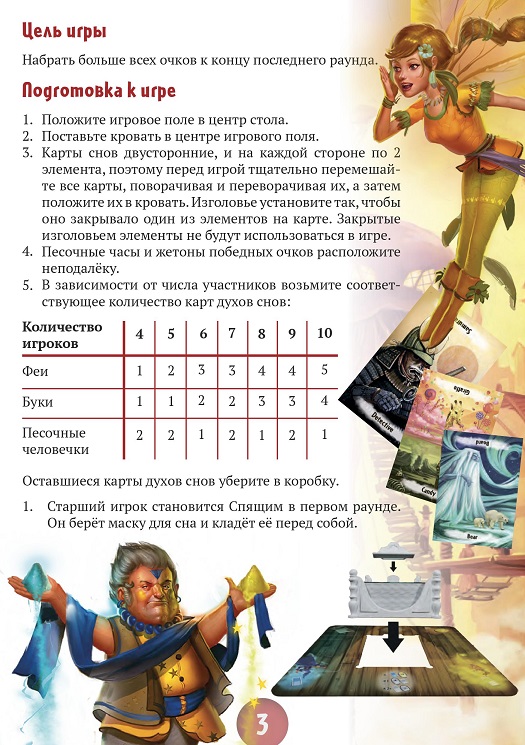 Цель игры
Набрать больше всех очков к концу последнего раунда.
Подготовка к игре
1. Положите игровое поле в центр стола.
2. Поставьте кровать в центре игрового поля.
3. Карты снов двусторонние, и на каждой стороне по 2
элемента, поэтому перед игрой тщательно перемешай-
те все карты, поворачивая и переворачивая их, а затем
положите их в кровать. Изголовье установите так, чтобы
оно закрывало один из элементов на карте. Закрытые
изголовьем элементы не будут использоваться в игре.
4. Песочные часы и жетоны победных очков расположите
неподалёку.
5. В зависимости от числа участников возьмите соответ-
ствующее количество карт духов снов:
Количество
игроков 4 5 6 7 8 9 10
Феи 1 2 3 3 4 4 5
Буки 1 1 2 2 3 3 4
Песочные
человечки 2 2 1 2 1 2 1
Оставшиеся карты духов снов уберите в коробку.
1. Старший игрок становится Спящим в первом раунде.
Он берёт маску для сна и кладёт её перед собой.
Detective
Giraffe
Board
Candy
Bear
3